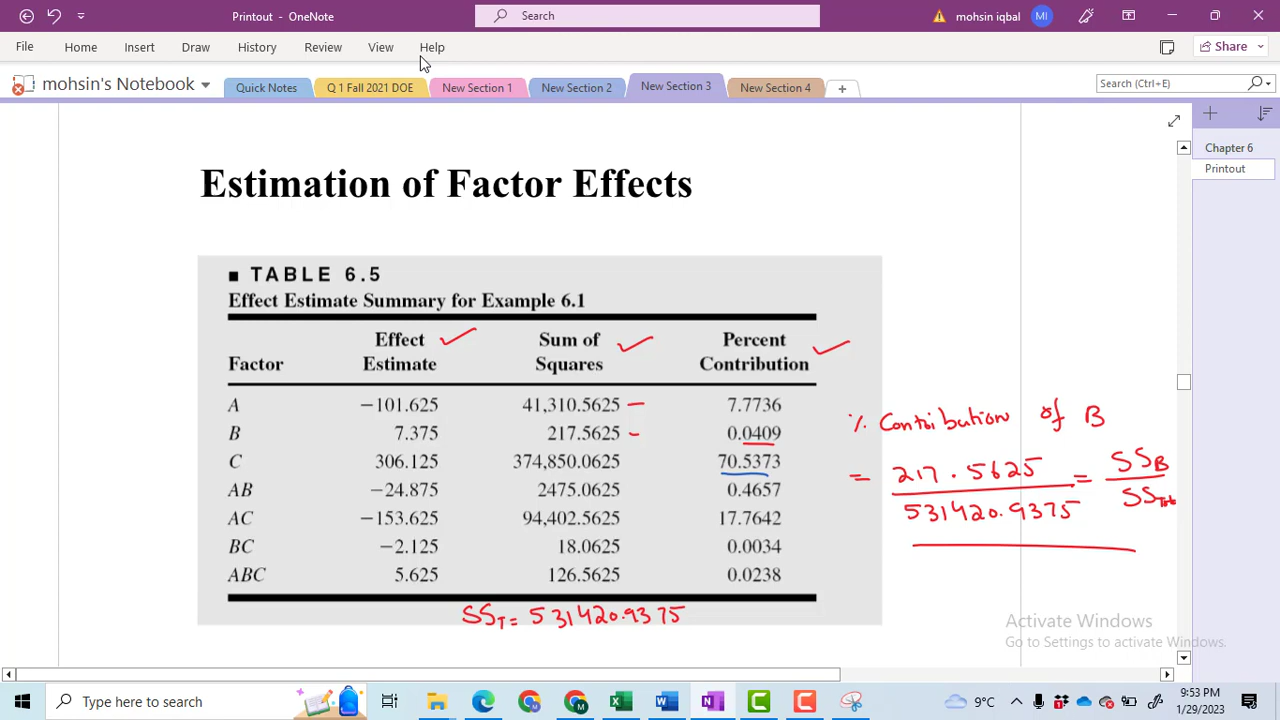 Printout - OneNote
Search
mohsin iqbal
MI
File
Home
Insert
Draw
History
Review
View
Help
Share
mohsin's Notebook
Quick Notes
Q 1 Fall 2021 DOE
New Section 1
New Section 2
New Section 3
New Section 4
Search (Ctrl+E)
Chapter 6
Printout
Estimation of Factor Effects
■ TABLE 6.5
Effect Estimate Summary for Example 6.1
Effect Sum of Percent
Factor Estimate Squares Contribution
A −101.625 41,310.5625 7.7736
B 7.375 217.5625 0.0409
C 306.125 374,850.0625 70.5373
AB −24.875 2475.0625 0.4657
AC −153.625 94,402.5625 17.7642
BC −2.125 18.0625 0.0034
ABC 5.625 126.5625 0.0238
SST = 531420.9375
% Contribution of B
= 217.5625 / 531420.9375 = SSB / SSTot
Activate Windows
Go to Settings to activate Windows.
Type here to search
9°C
9:53 PM
1/29/2023